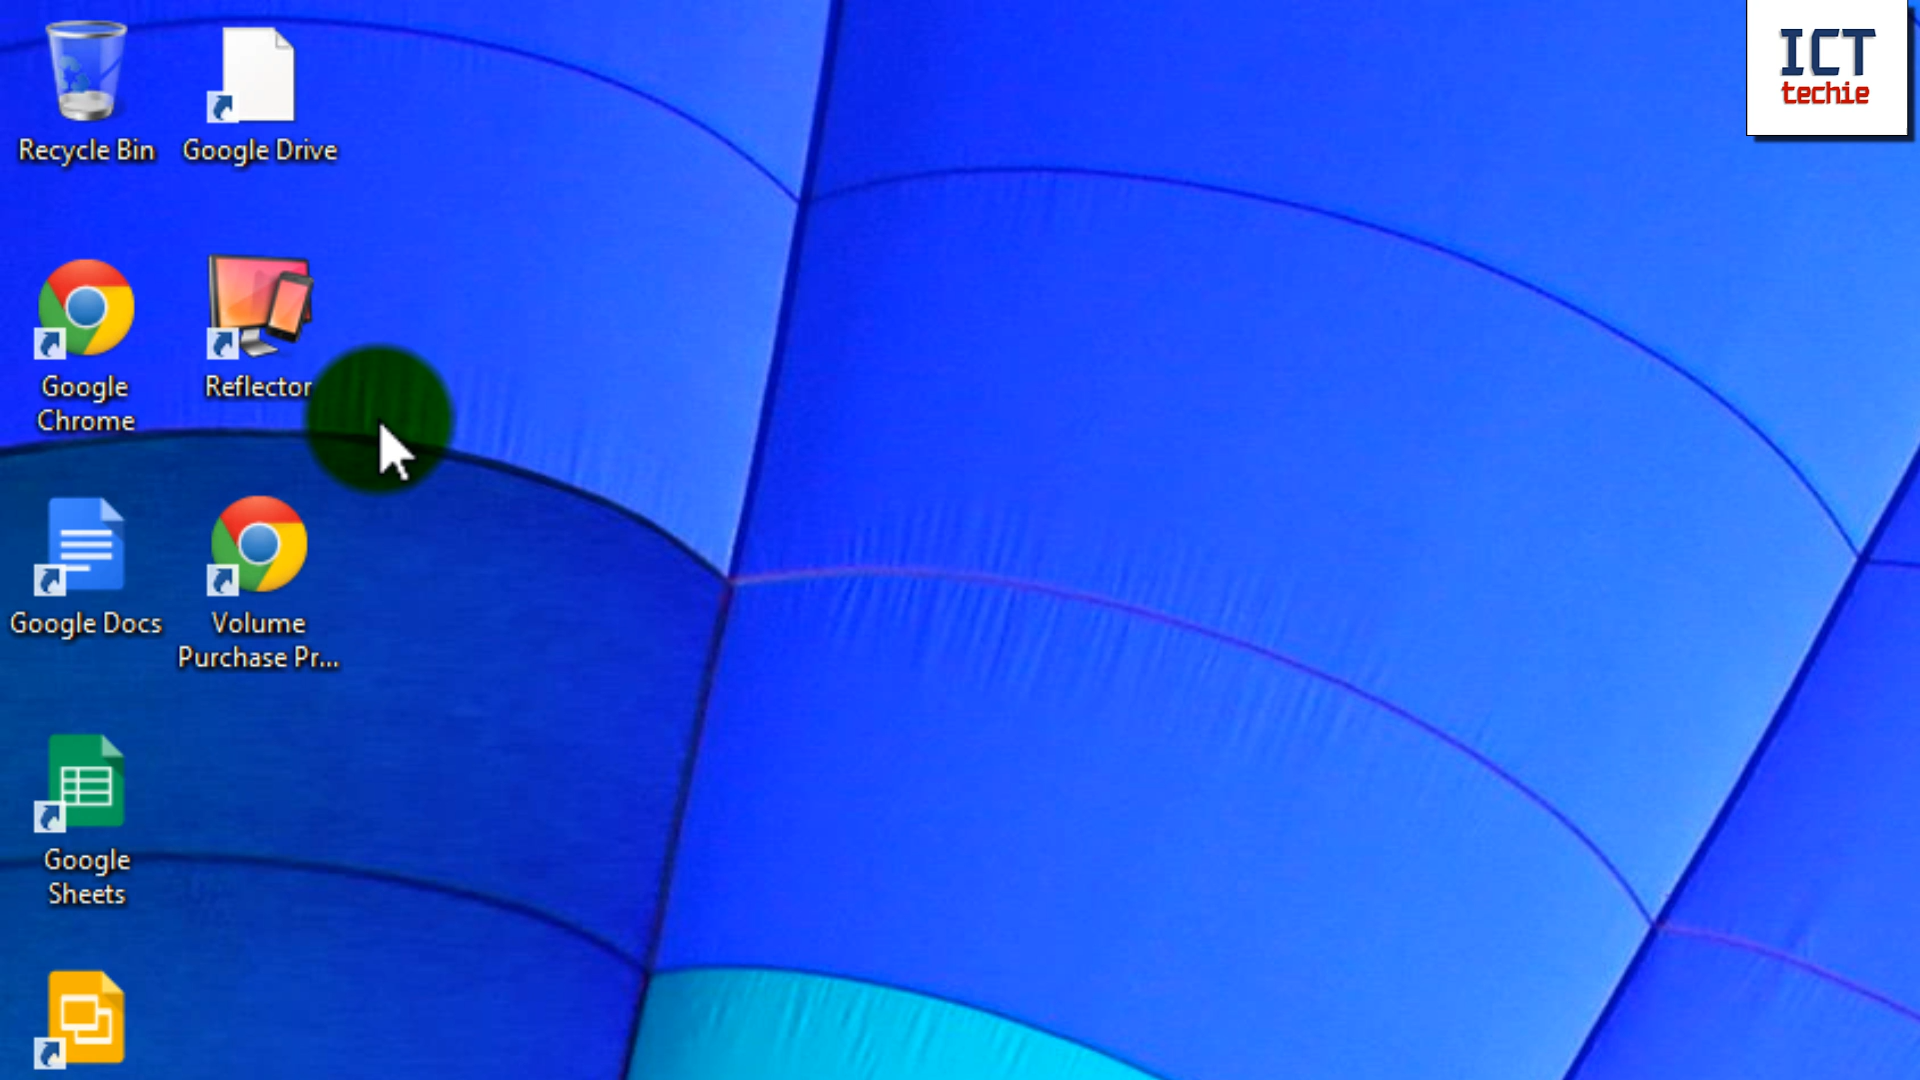 Recycle Bin
Google Drive
ICT
techie
Google
Chrome
Reflector
Google Docs
Volume
Purchase Pr...
Google
Sheets